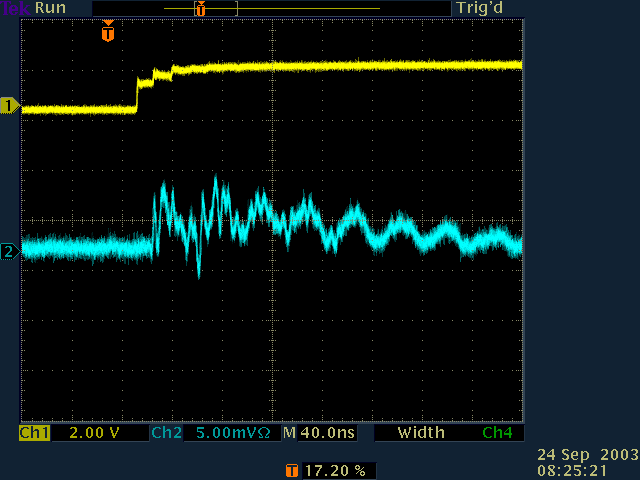 Tek Run Trig'd
T
T
1
2
Ch1 2.00 V Ch2 5.00mVΩ M 40.0ns Width Ch4
24 Sep 2003
T 17.20 % 08:25:21